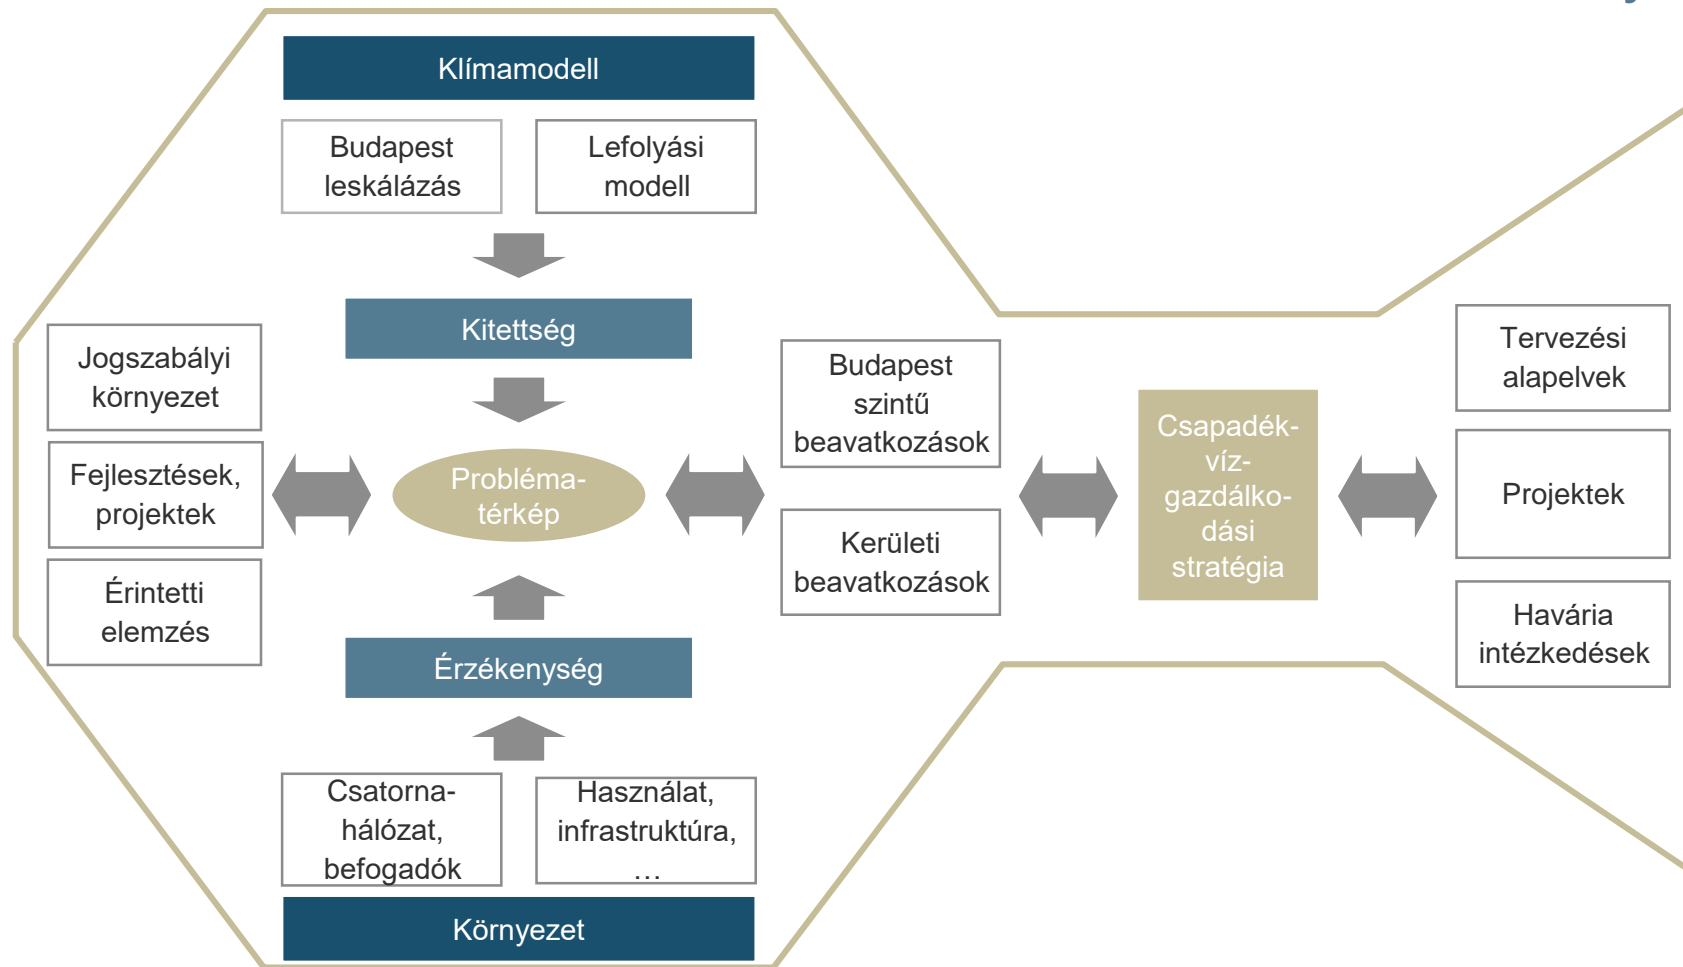 Klímamodell
Budapest
leskálázás
Lefolyási
modell
Kitettség
Jogszabályi
környezet
Fejlesztések,
projektek
Érintetti
elemzés
Probléma-
térkép
Érzékenység
Csatorna-
hálózat,
befogadók
Használat,
infrastruktúra,
…
Környezet
Budapest
szintű
beavatkozások
Kerületi
beavatkozások
Csapadék-
víz-
gazdálko-
dási
stratégia
Tervezési
alapelvek
Projektek
Havária
intézkedések